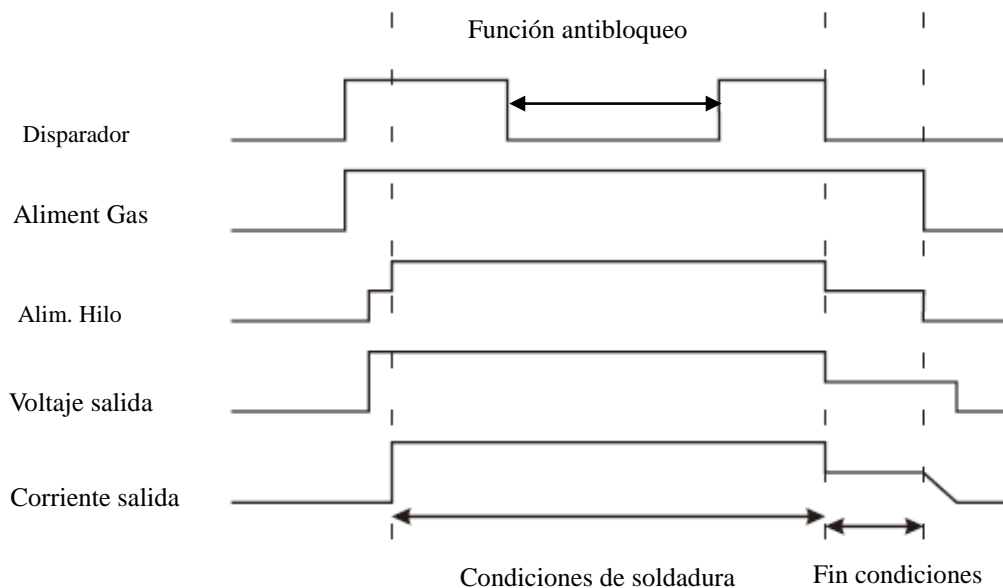 Función antibloqueo
Disparador
Aliment Gas
Alim. Hilo
Voltaje salida
Corriente salida
Condiciones de soldadura
Fin condiciones